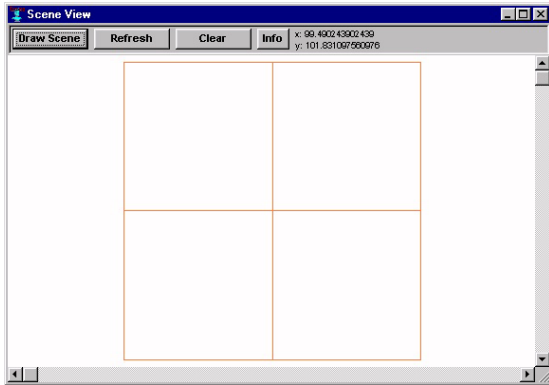 Scene View
Draw Scene Refresh Clear Info x: 99.490243902439
y: 101.831097560976